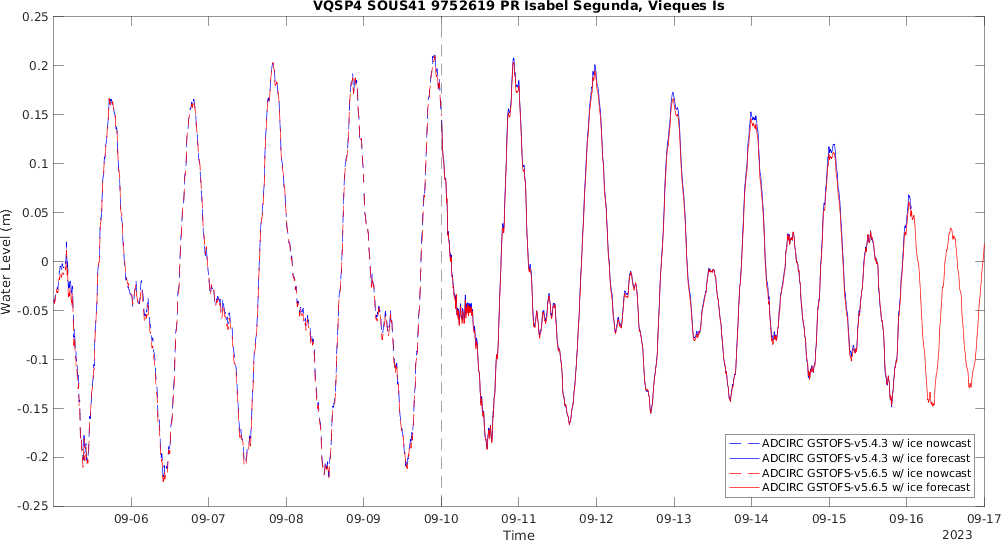 VQSP4 SOUS41 9752619 PR Isabel Segunda, Vieques Is
0.25
0.2
0.15
0.1
0.05
0
-0.05
-0.1
-0.15
-0.2
-0.25
Water Level (m)
ADCIRC GSTOFS-v5.4.3 w/ ice nowcast
ADCIRC GSTOFS-v5.4.3 w/ ice forecast
ADCIRC GSTOFS-v5.6.5 w/ ice nowcast
ADCIRC GSTOFS-v5.6.5 w/ ice forecast
09-06 09-07 09-08 09-09 09-10 09-11 09-12 09-13 09-14 09-15 09-16 09-17
Time
2023